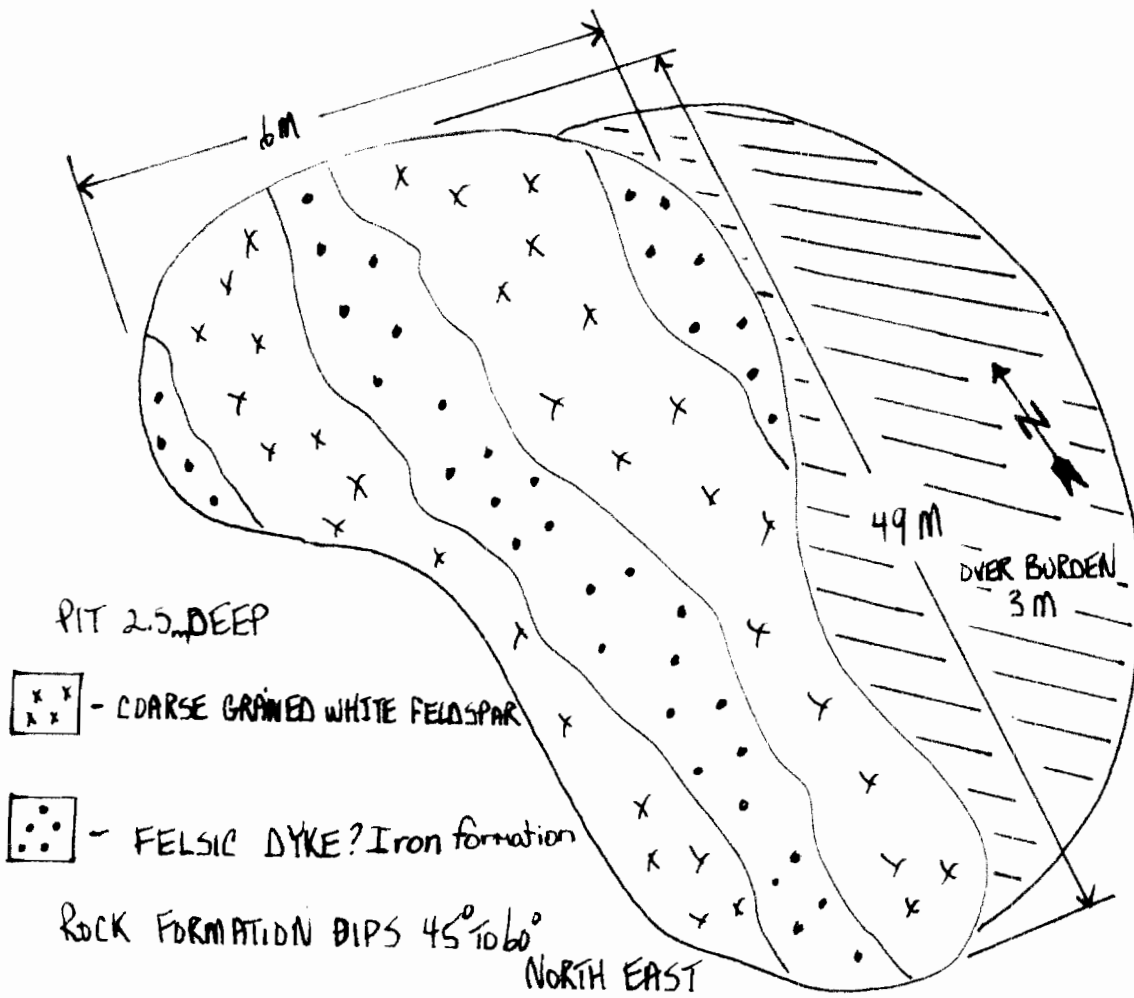 6M
N
49 M
OVER BURDEN
3 M
PIT 2.5m DEEP
- COARSE GRAINED WHITE FELDSPAR
- FELSIC DYKE? Iron formation
ROCK FORMATION DIPS 45° TO 60°
NORTH EAST